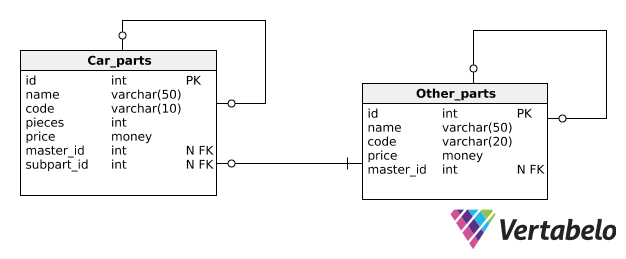 Car_parts
id int PK
name varchar(50)
code varchar(10)
pieces int
price money
master_id int N FK
subpart_id int N FK
Other_parts
id int PK
name varchar(50)
code varchar(20)
price money
master_id int N FK
Vertabelo